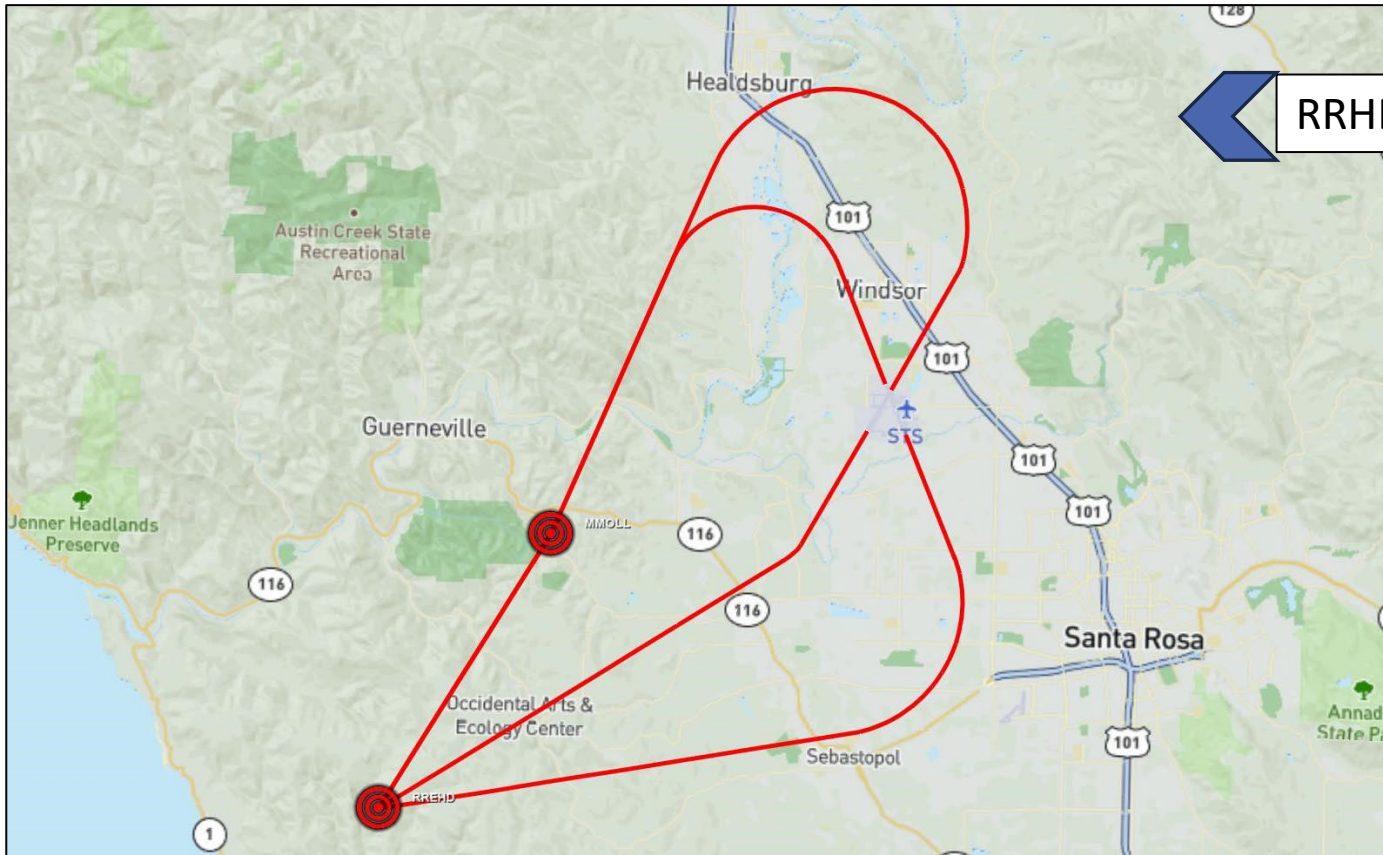 128
Healdsburg
RRHI
101
Austin Creek State
Recreational
Area
Windsor
101
Guerneville
STS
101
Jenner Headlands
Preserve
MMOLL
116
101
116
116
Santa Rosa
Occidental Arts &
Ecology Center
Annad
State Pa
101
Sebastopol
RREHD
1